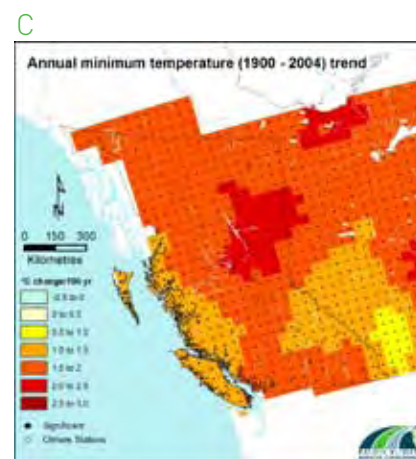 C
Annual minimum temperature (1900 - 2004) trend
N
0 150 300
Kilometres
°C change/100 yr
-0.5 to 0
0 to 0.5
0.5 to 1.0
1.0 to 1.5
1.5 to 2
2.0 to 2.5
2.5 to 3.0
Significant
Climate Stations